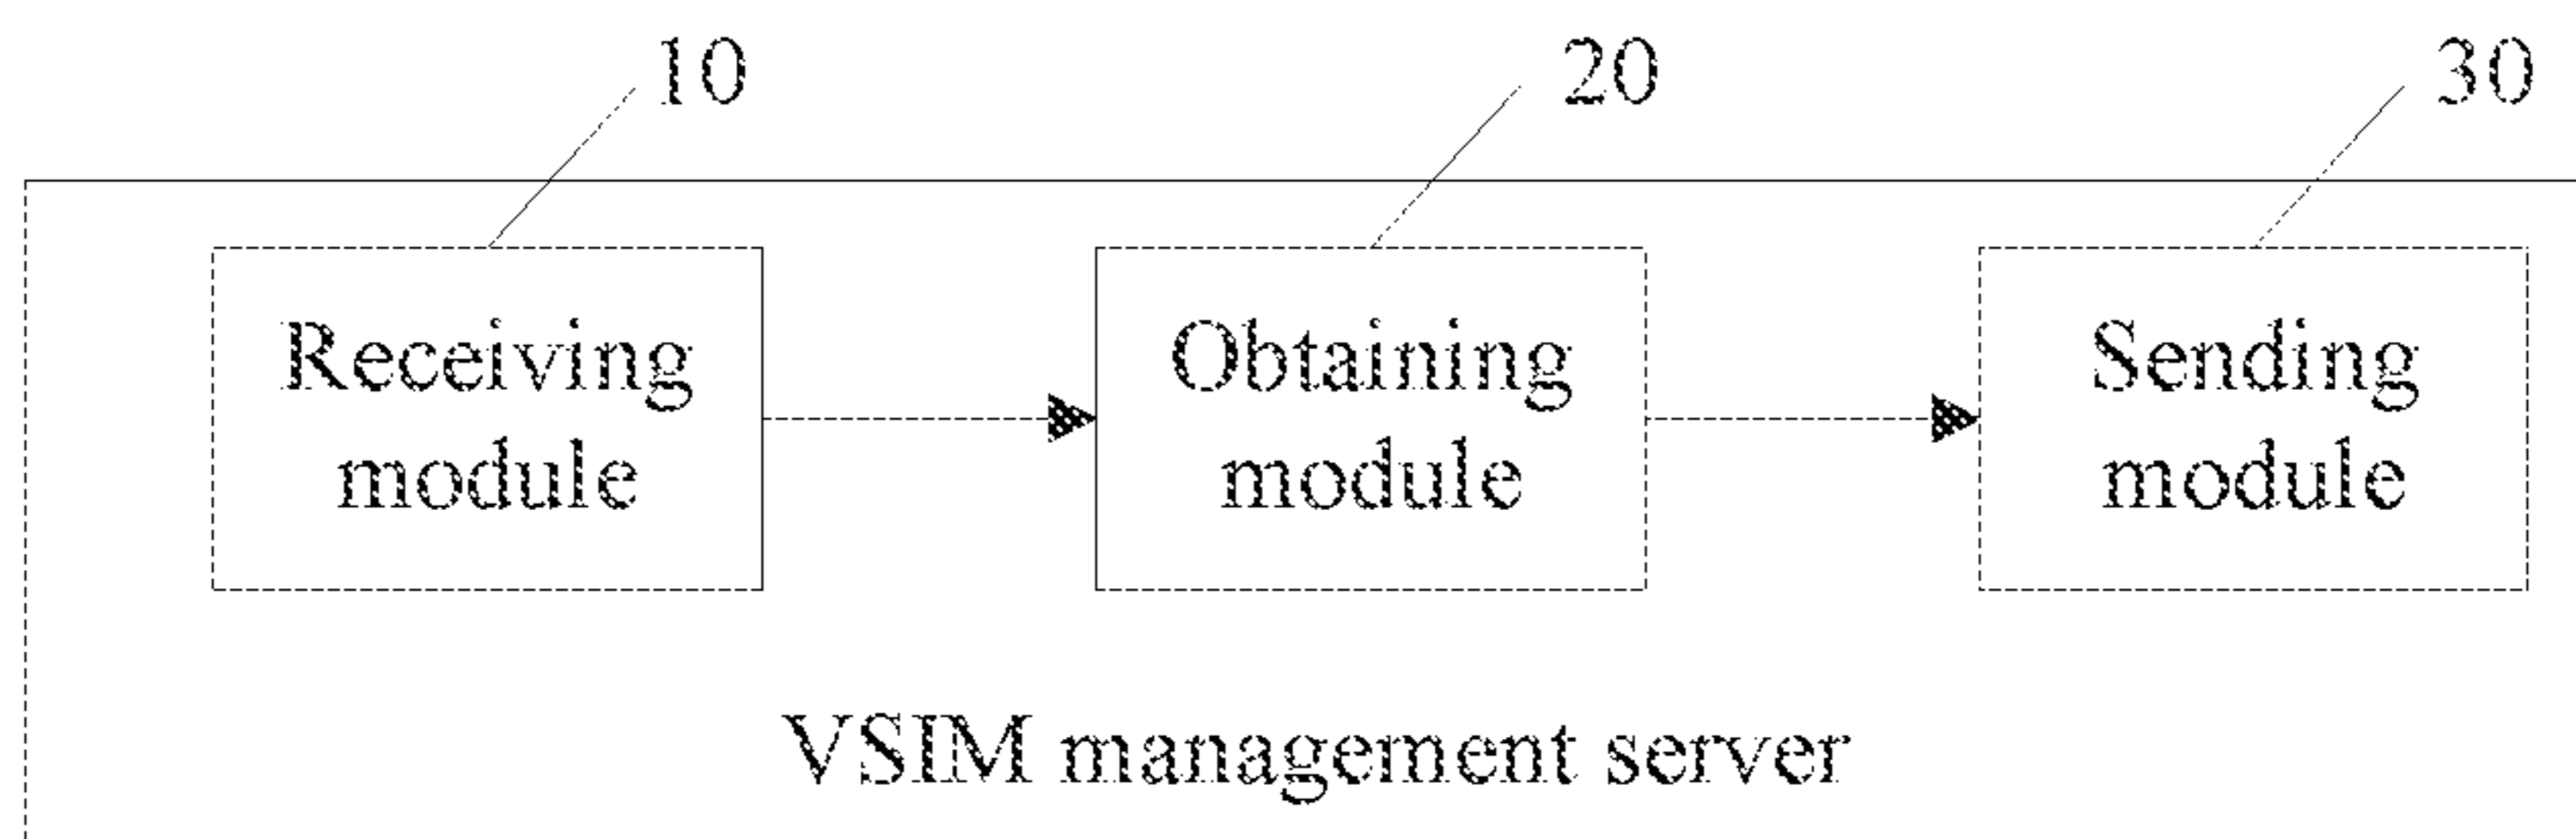 10
20
30
Receiving
module
Obtaining
module
Sending
module
VSIM management server